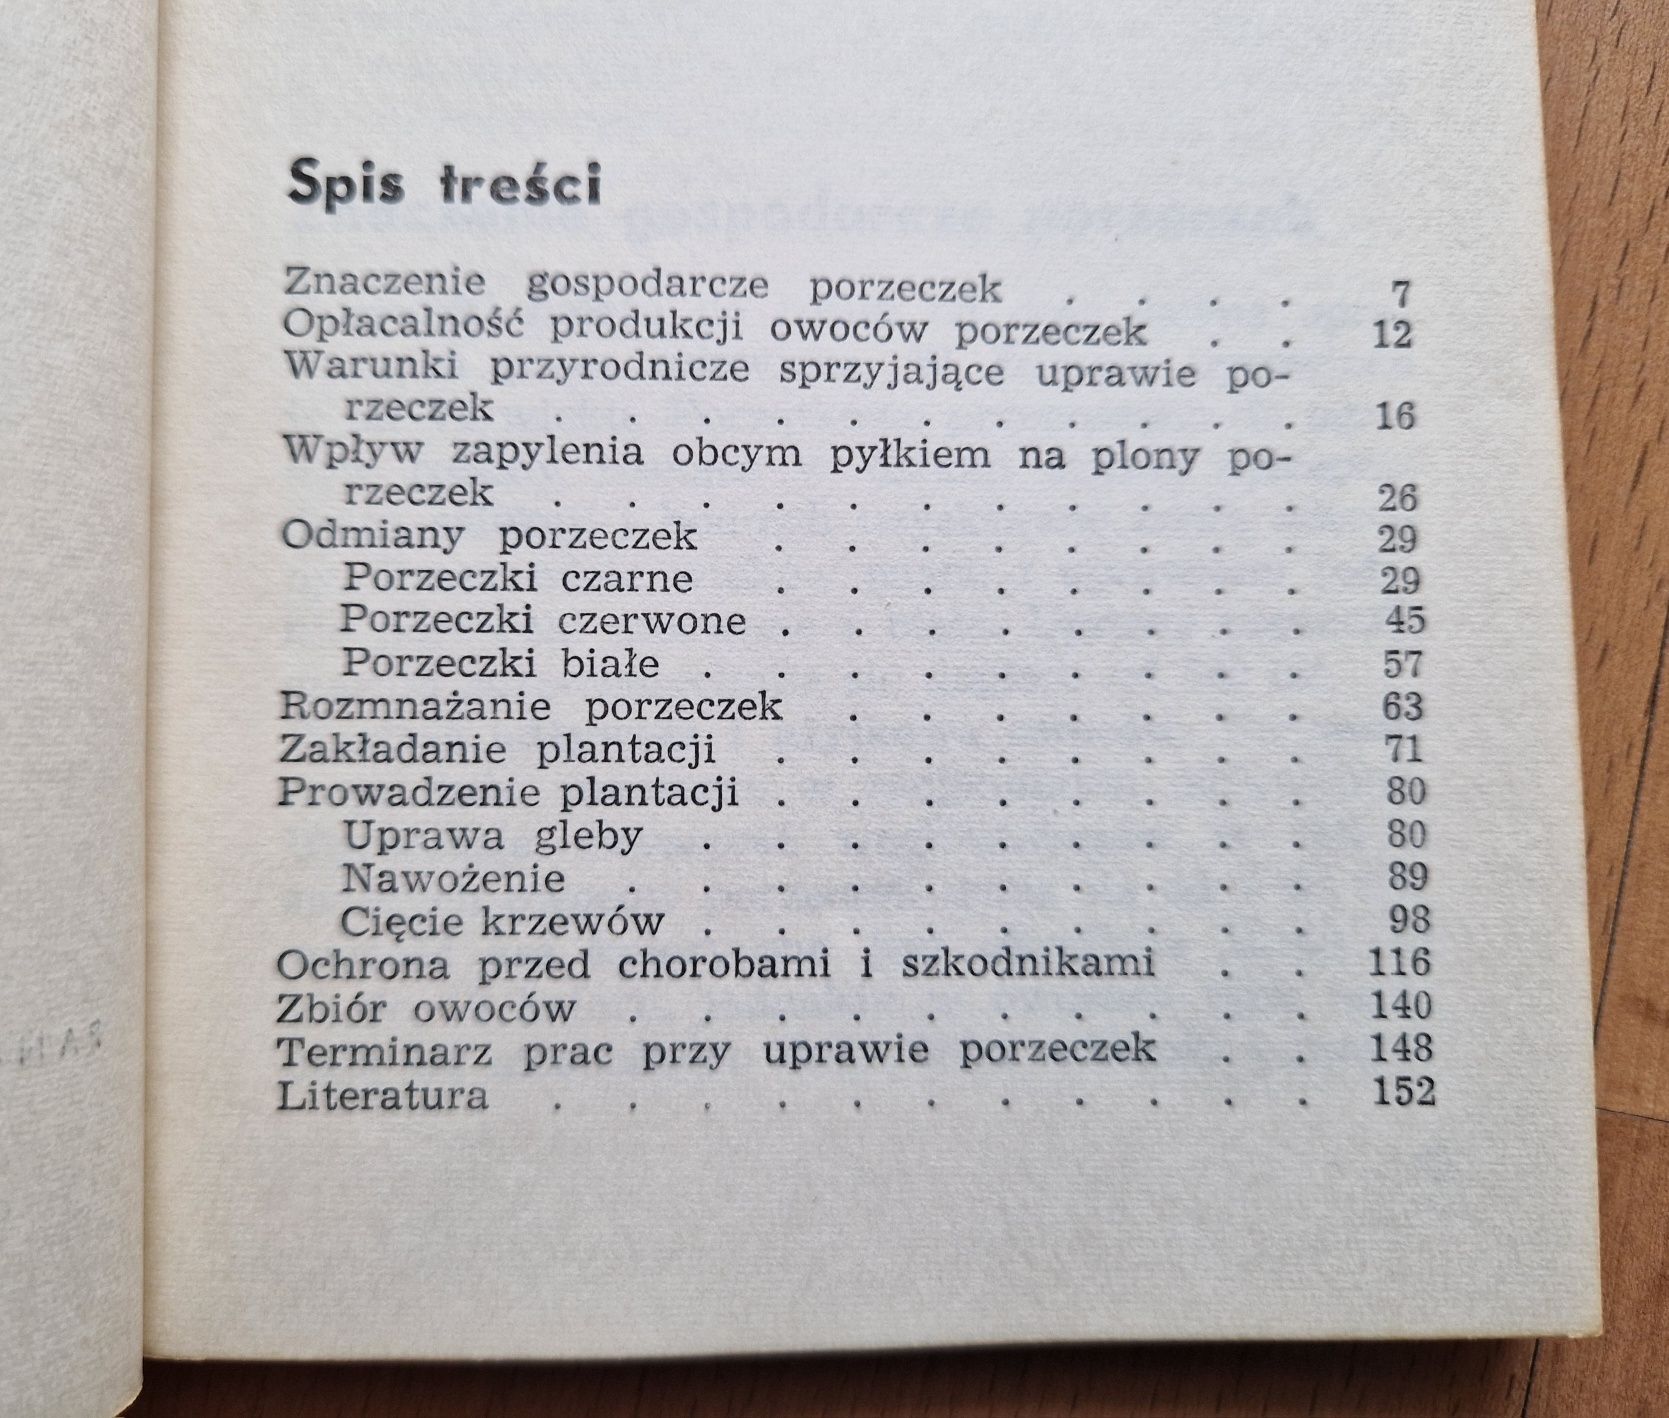 Spis treści
Znaczenie gospodarcze porzeczek . . . . 7
Opłacalność produkcji owoców porzeczek . . 12
Warunki przyrodnicze sprzyjające uprawie po-
rzeczek . . . . . . . . . . . 16
Wpływ zapylenia obcym pyłkiem na plony po-
rzeczek . . . . . . . . . . . 26
Odmiany porzeczek . . . . . . . . 29
Porzeczki czarne . . . . . . . . 29
Porzeczki czerwone . . . . . . . . 45
Porzeczki białe . . . . . . . . . 57
Rozmnażanie porzeczek . . . . . . . 63
Zakładanie plantacji . . . . . . . . 71
Prowadzenie plantacji . . . . . . . . 80
Uprawa gleby . . . . . . . . . 80
Nawożenie . . . . . . . . . . 89
Cięcie krzewów . . . . . . . . . 98
Ochrona przed chorobami i szkodnikami . . 116
Zbiór owoców . . . . . . . . . . 140
Terminarz prac przy uprawie porzeczek . . 148
Literatura . . . . . . . . . . . 152